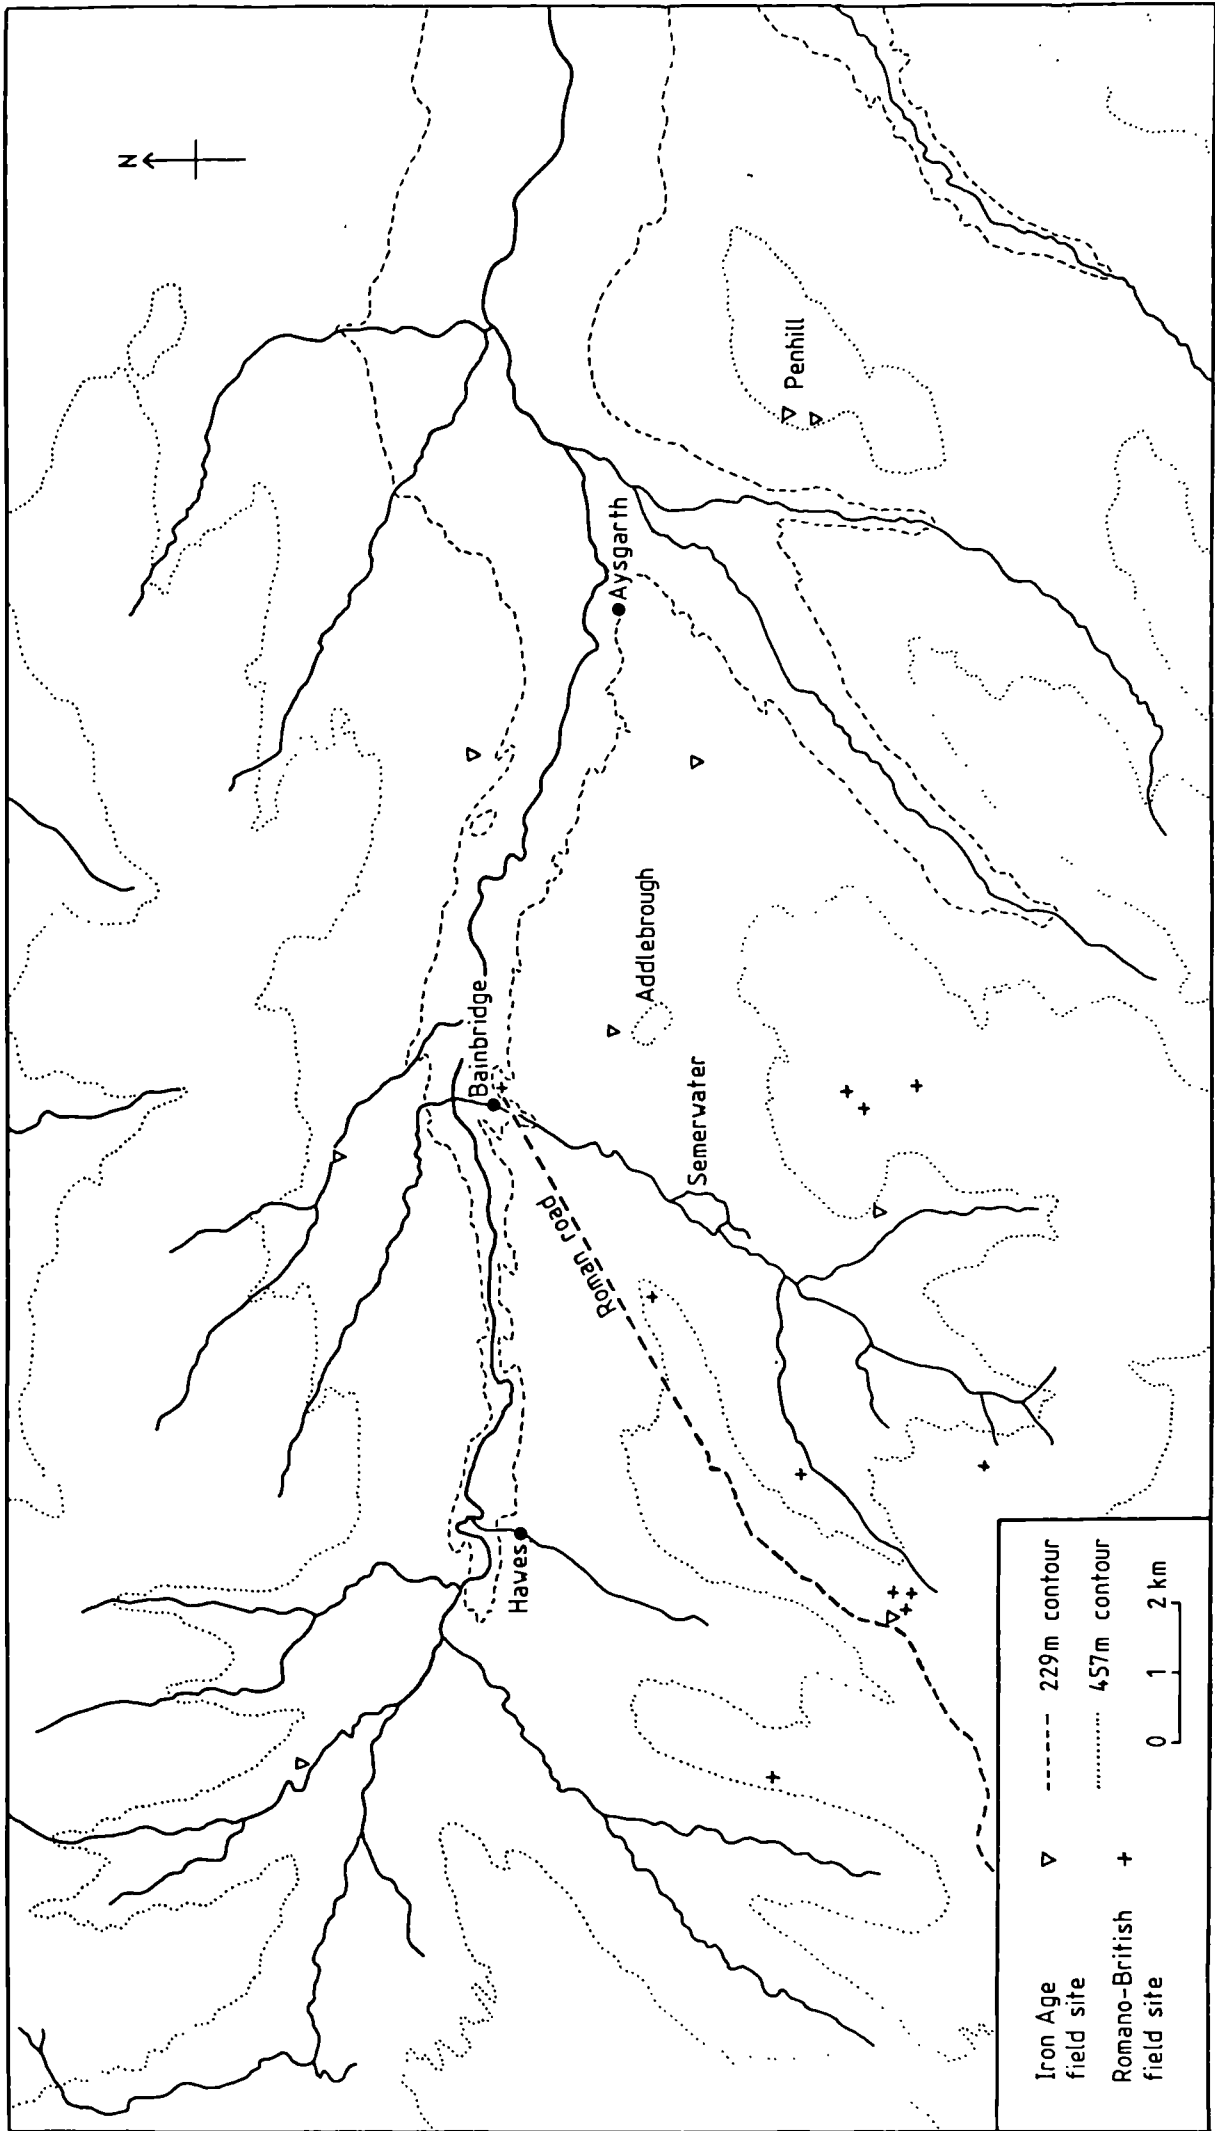 N
Penhill
Aysgarth
Addlebrough
Bainbridge
Semerwater
Roman road
Hawes
Iron Age
field site
Romano-British
field site
229m contour
457m contour
0 1 2 km